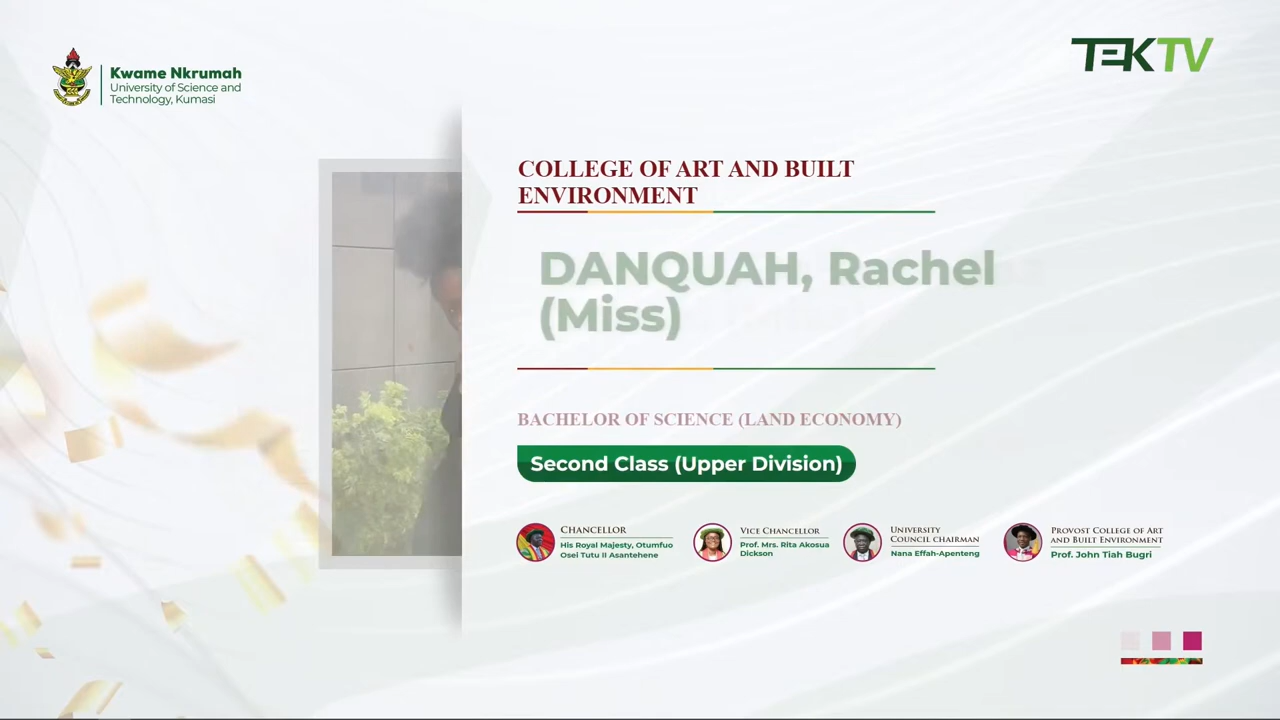 Kwame Nkrumah
University of Science and
Technology, Kumasi
TEKTV
COLLEGE OF ART AND BUILT
ENVIRONMENT
DANQUAH, Rachel
(Miss)
BACHELOR OF SCIENCE (LAND ECONOMY)
Second Class (Upper Division)
CHANCELLOR
His Royal Majesty, Otumfuo
Osei Tutu II Asantehene
VICE CHANCELLOR
Prof. Mrs. Rita Akosua
Dickson
UNIVERSITY
COUNCIL CHAIRMAN
Nana Effah-Apenteng
PROVOST COLLEGE OF ART
AND BUILT ENVIRONMENT
Prof. John Tiah Bugri